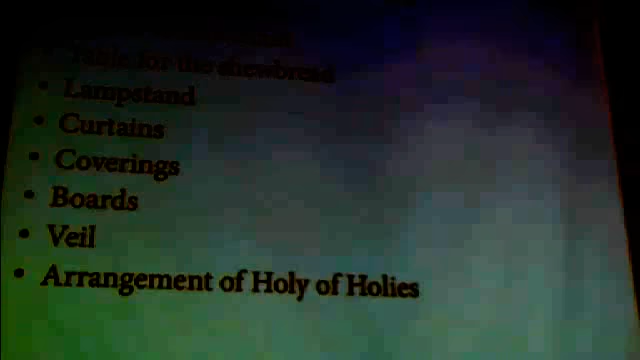 Table for the shewbread
• Lampstand
• Curtains
• Coverings
• Boards
• Veil
• Arrangement of Holy of Holies